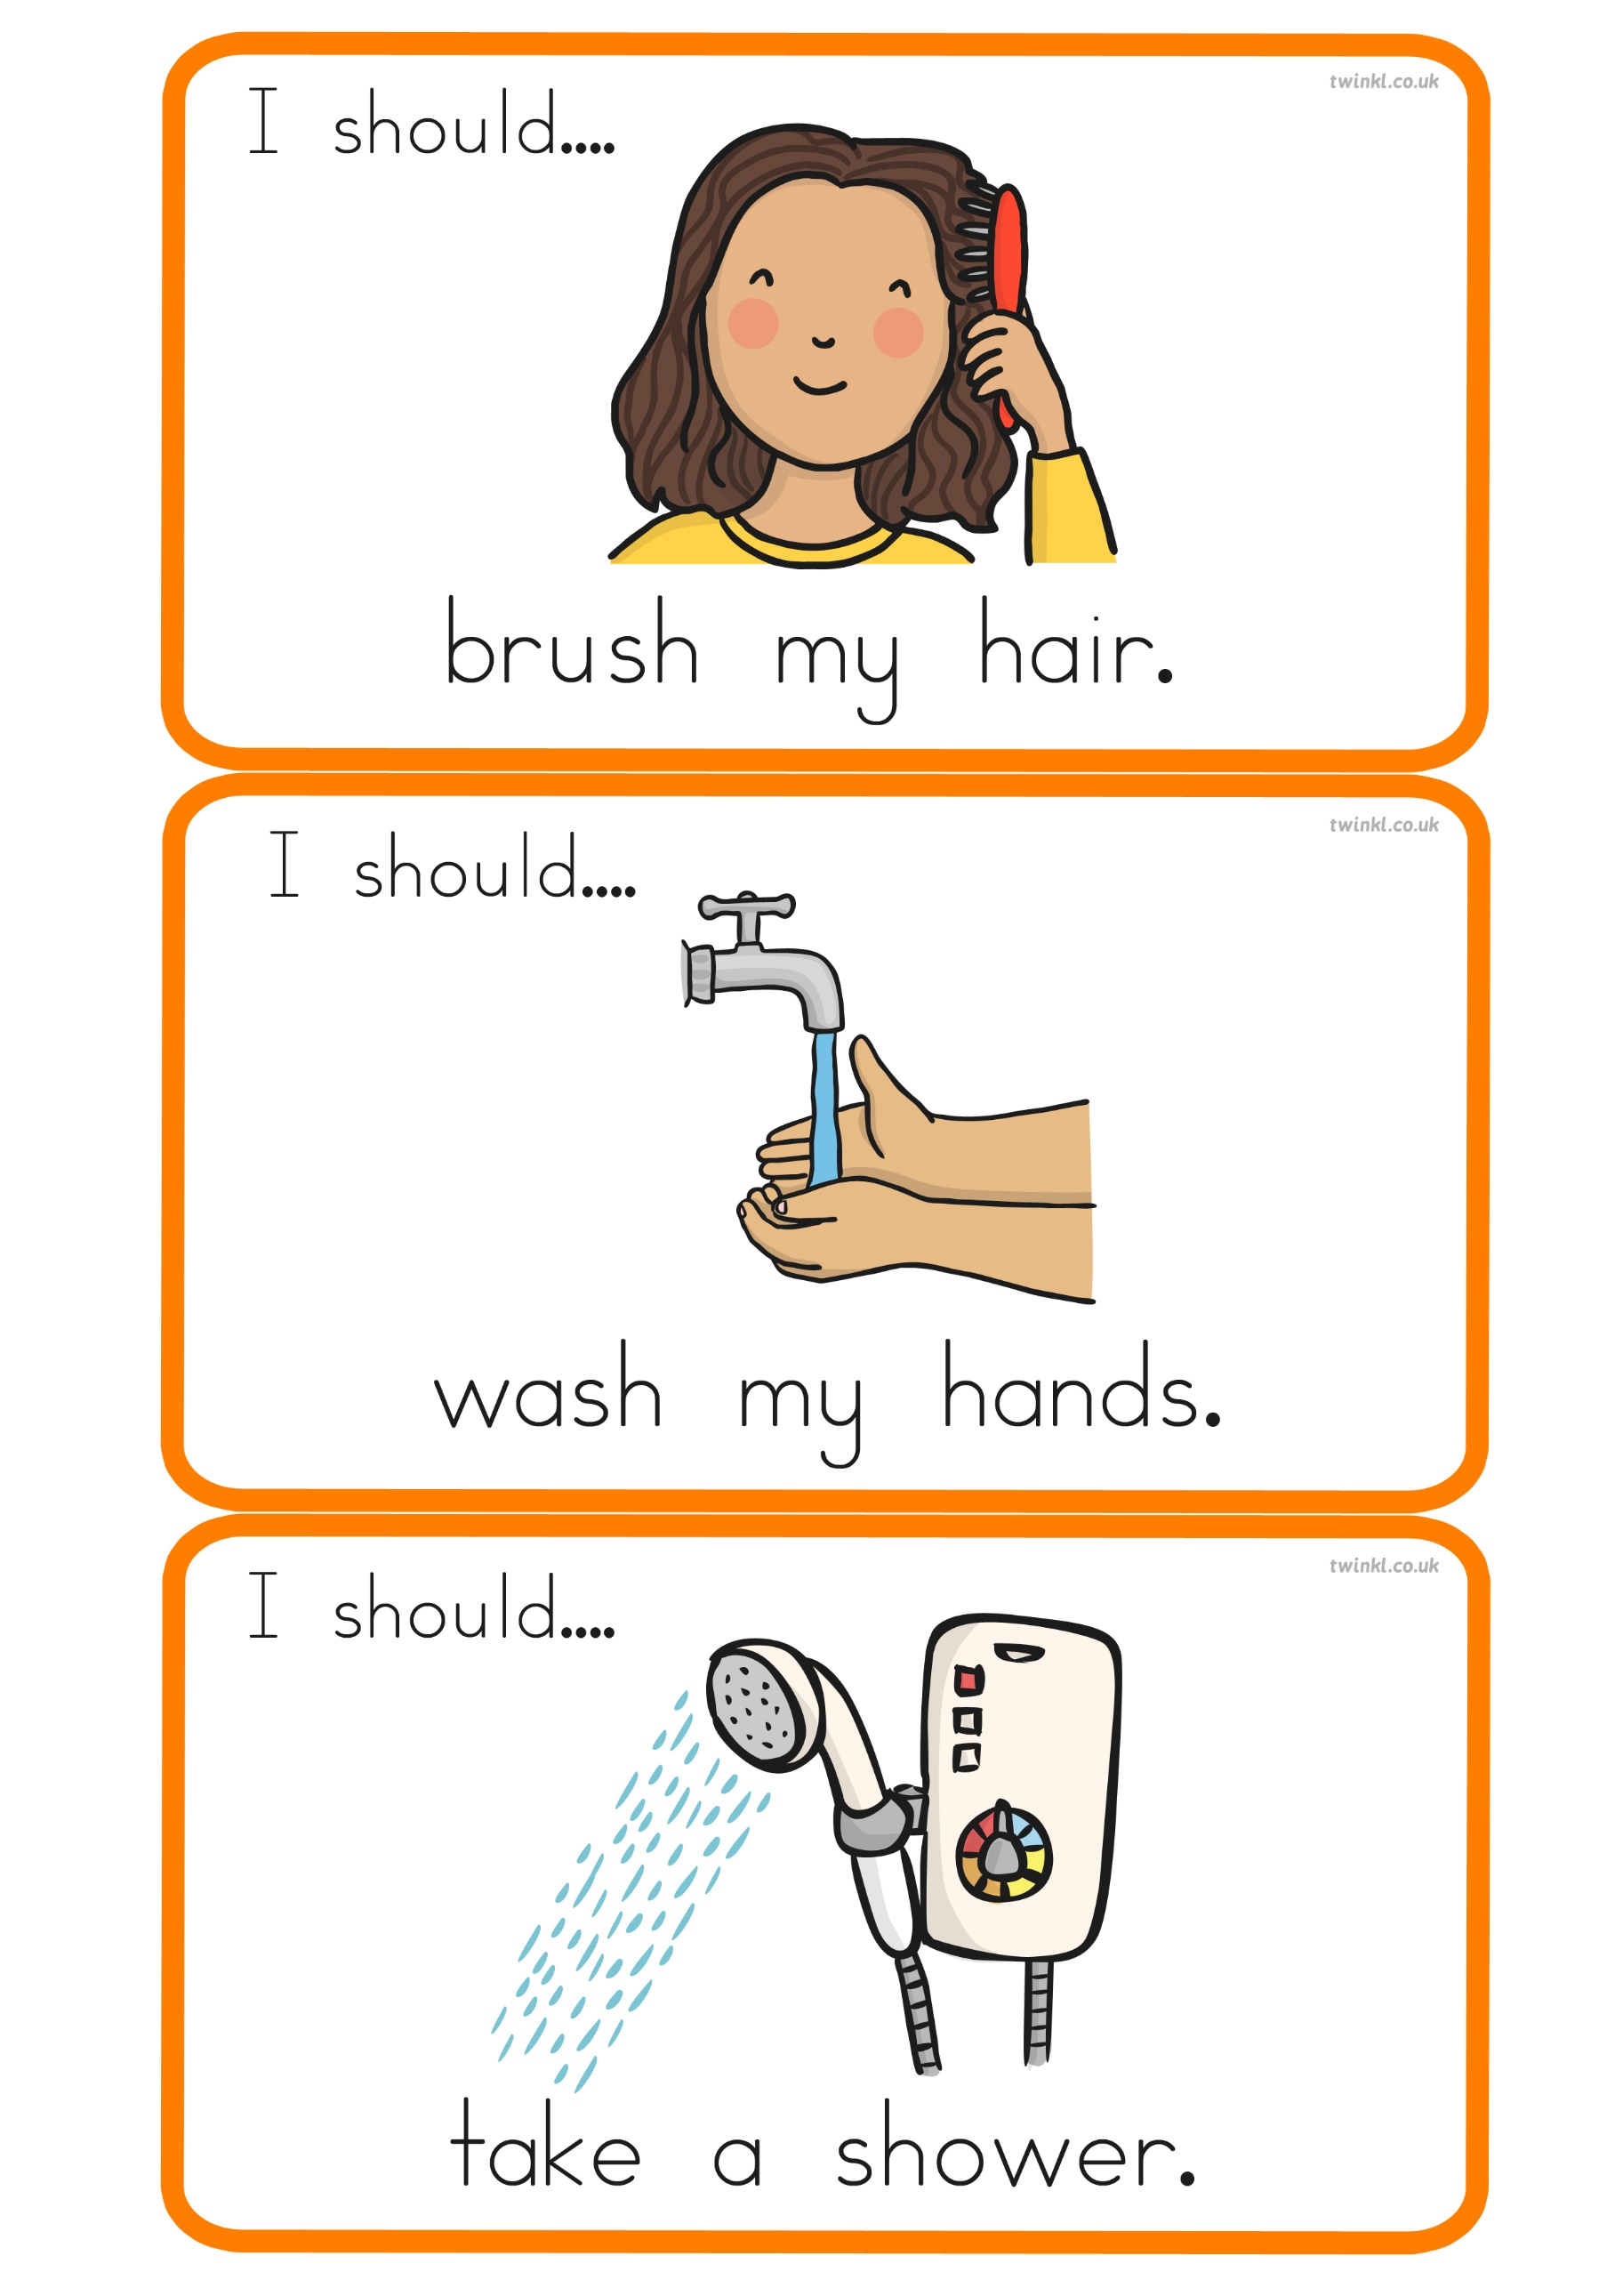 twinkl.co.uk
I should....
brush my hair.
twinkl.co.uk
I should....
wash my hands.
twinkl.co.uk
I should....
take a shower.